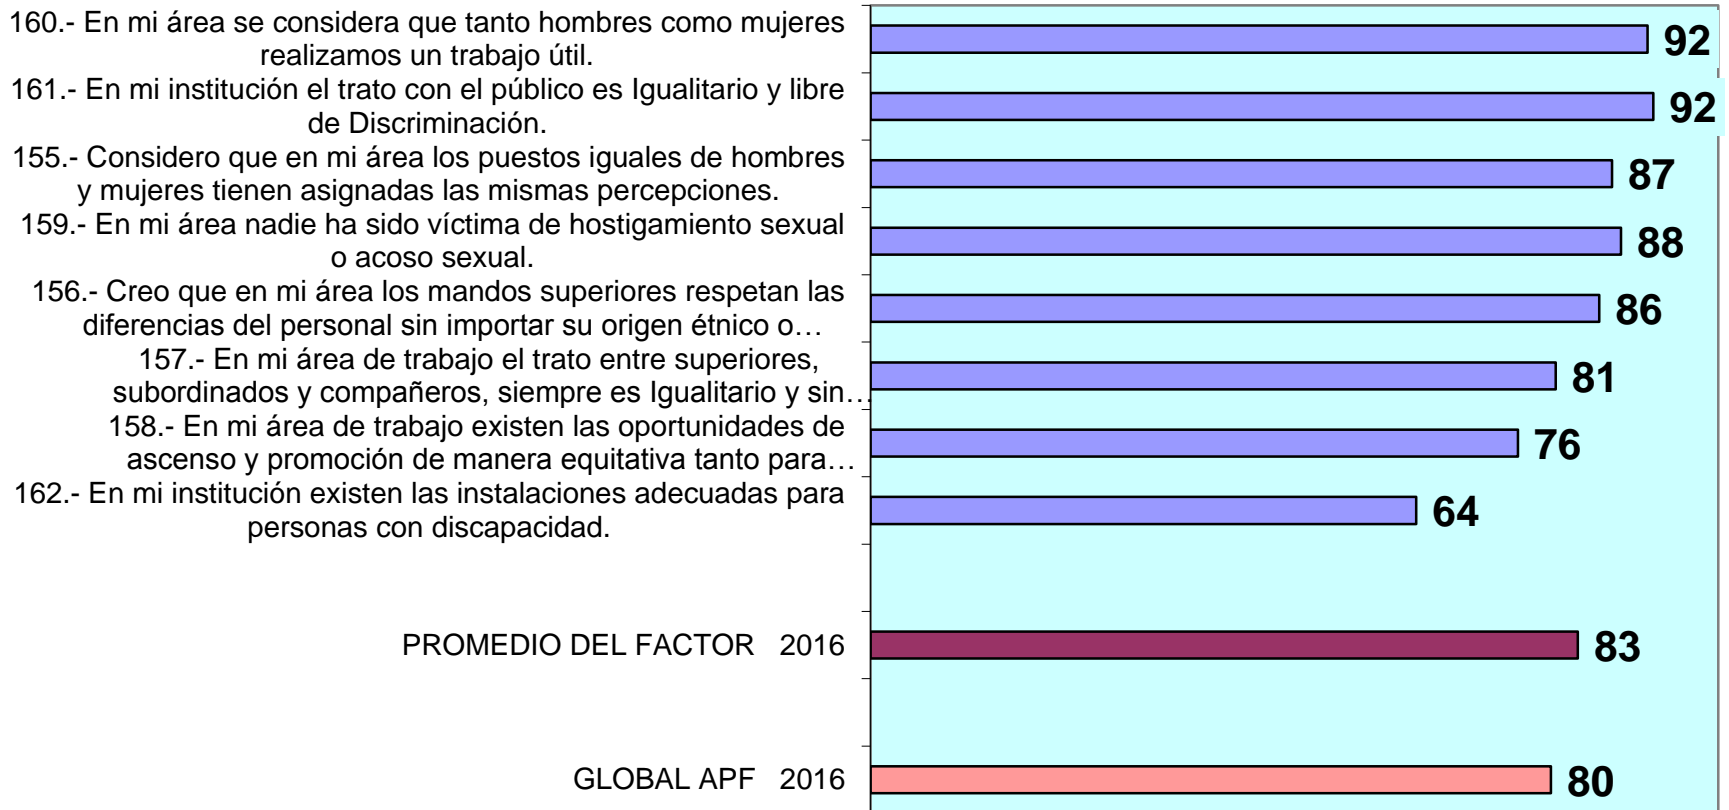 160.- En mi área se considera que tanto hombres como mujeres
realizamos un trabajo útil.
92
161.- En mi institución el trato con el público es Igualitario y libre
de Discriminación.
92
155.- Considero que en mi área los puestos iguales de hombres
y mujeres tienen asignadas las mismas percepciones.
87
159.- En mi área nadie ha sido víctima de hostigamiento sexual
o acoso sexual.
88
156.- Creo que en mi área los mandos superiores respetan las
diferencias del personal sin importar su origen étnico o…
86
157.- En mi área de trabajo el trato entre superiores,
subordinados y compañeros, siempre es Igualitario y sin…
81
158.- En mi área de trabajo existen las oportunidades de
ascenso y promoción de manera equitativa tanto para…
76
162.- En mi institución existen las instalaciones adecuadas para
personas con discapacidad.
64
PROMEDIO DEL FACTOR 2016
83
GLOBAL APF 2016
80